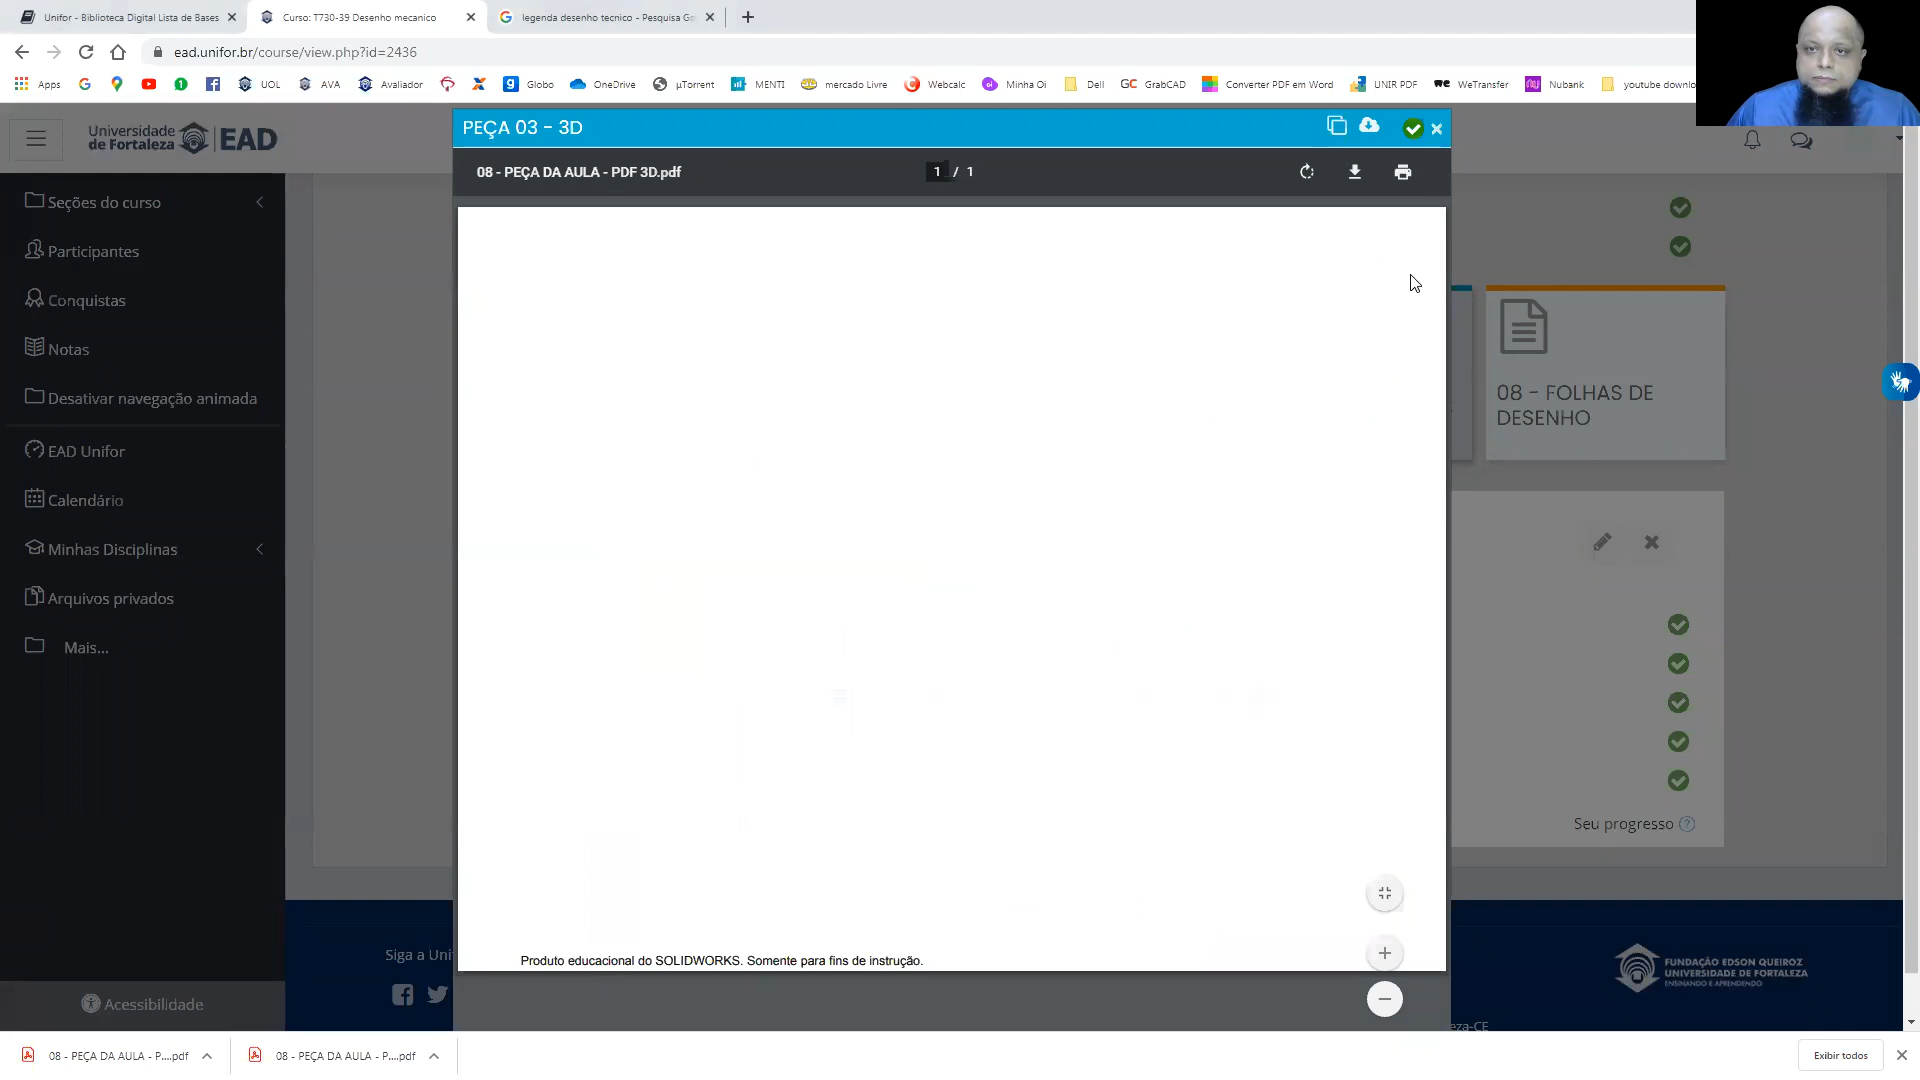 Unifor - Biblioteca Digital Lista de Bases
Curso: T730-39 Desenho mecanico
legenda desenho tecnico - Pesquisa Go
ead.unifor.br/course/view.php?id=2436
Apps
UOL
AVA
Avaliador
Globo
OneDrive
µTorrent
MENTI
mercado Livre
Webcalc
Minha Oi
Dell
GrabCAD
Converter PDF em Word
UNIR PDF
WeTransfer
Nubank
youtube downlo
Universidade
de Fortaleza
EAD
PEÇA 03 - 3D
08 - PEÇA DA AULA - PDF 3D.pdf
1 / 1
Seções do curso
Participantes
Conquistas
Notas
Desativar navegação animada
EAD Unifor
Calendário
Minhas Disciplinas
Arquivos privados
Mais...
Acessibilidade
08 - FOLHAS DE
DESENHO
Seu progresso
Produto educacional do SOLIDWORKS. Somente para fins de instrução.
Siga a Uni
FUNDAÇÃO EDSON QUEIROZ
UNIVERSIDADE DE FORTALEZA
ENSINANDO E APRENDENDO
eza-CE
08 - PEÇA DA AULA - P....pdf
08 - PEÇA DA AULA - P....pdf
Exibir todos